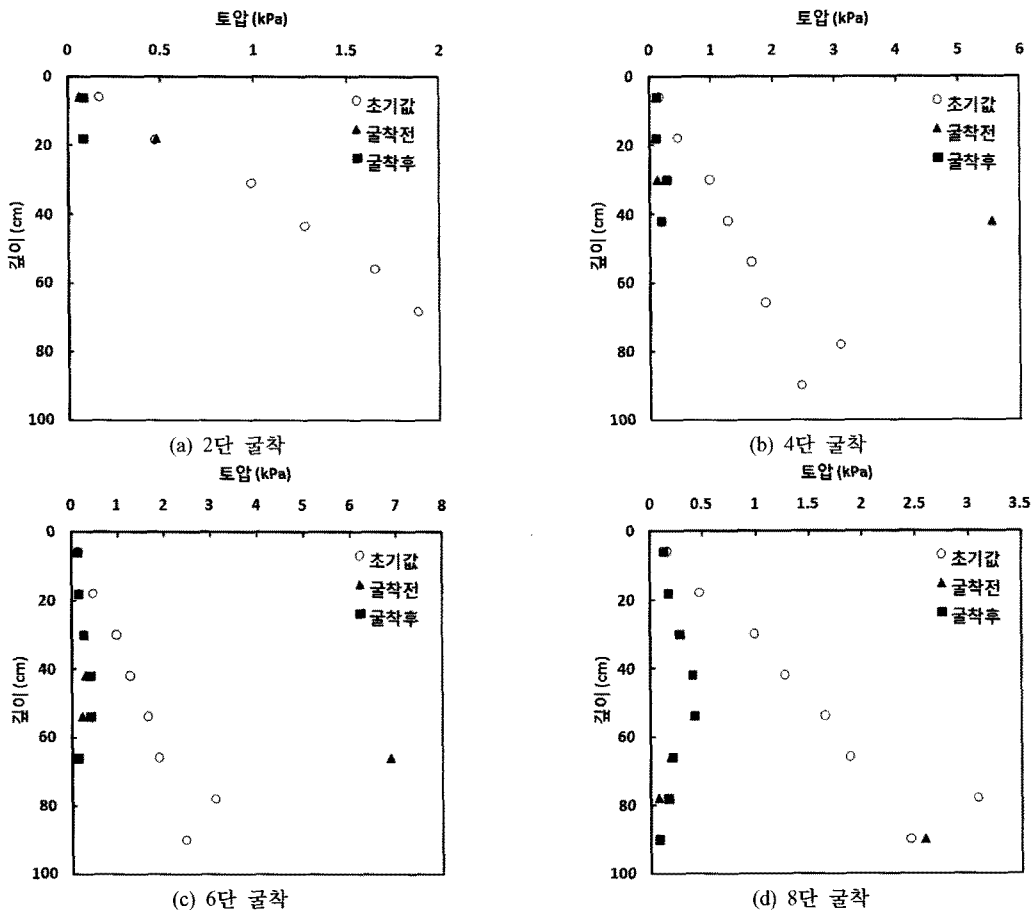 토압 (kPa)
0 0.5 1 1.5 2
0
20
40
60
80
100
깊이 (cm)
초기값
굴착전
굴착후
(a) 2단 굴착
토압 (kPa)
0 1 2 3 4 5 6
0
20
40
60
80
100
깊이 (cm)
초기값
굴착전
굴착후
(b) 4단 굴착
토압 (kPa)
0 1 2 3 4 5 6 7 8
0
20
40
60
80
100
깊이 (cm)
초기값
굴착전
굴착후
(c) 6단 굴착
토압 (kPa)
0 0.5 1 1.5 2 2.5 3 3.5
0
20
40
60
80
100
깊이 (cm)
초기값
굴착전
굴착후
(d) 8단 굴착